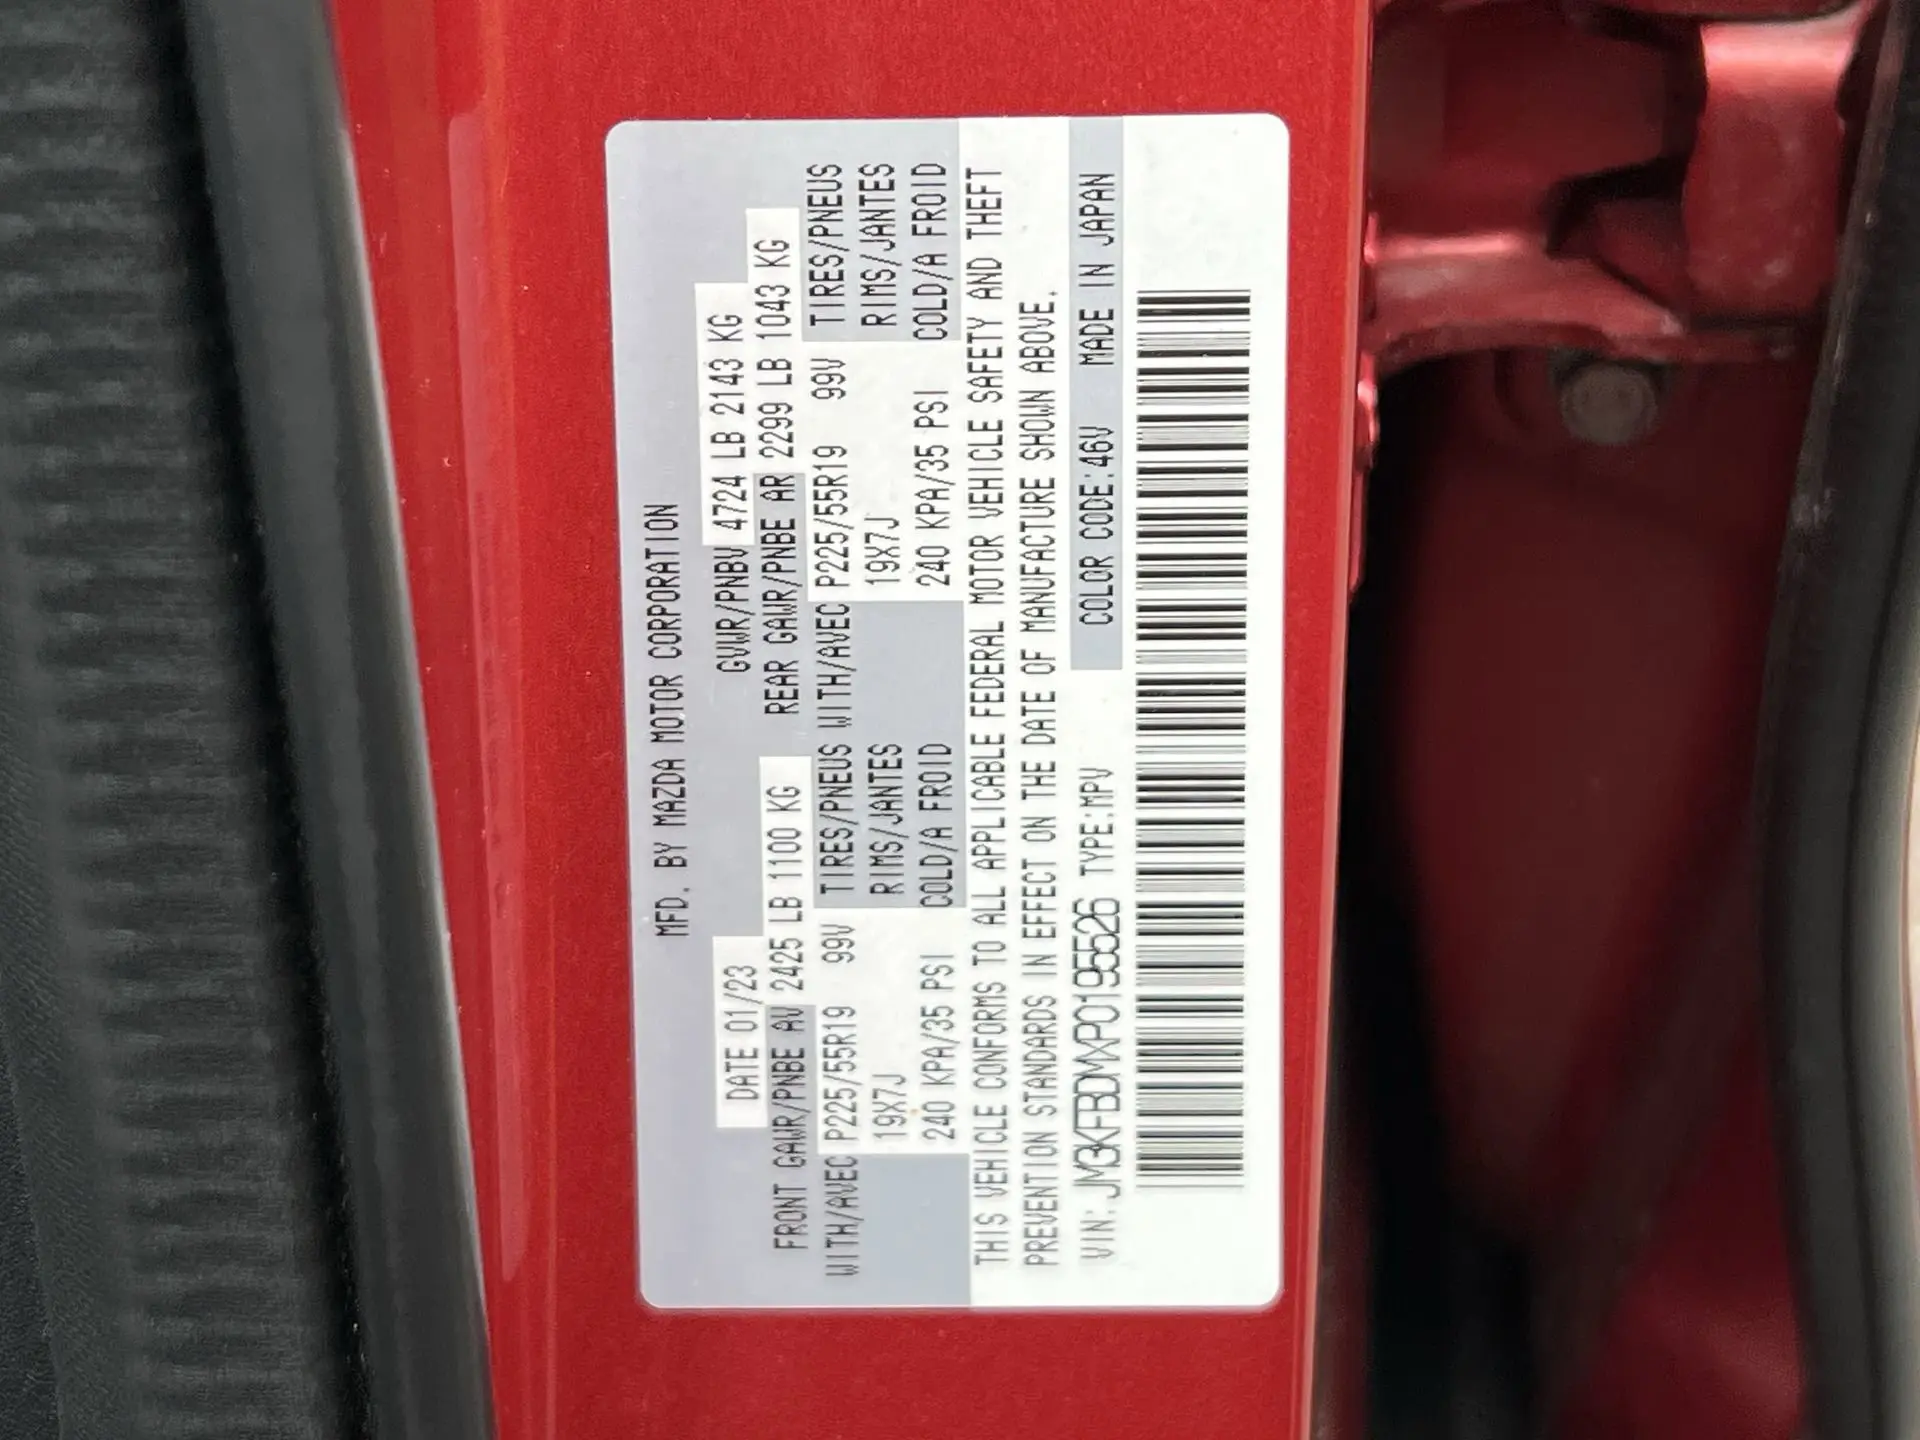 MFD. BY MAZDA MOTOR CORPORATION
DATE 01/23 GVWR/PNBV 4724 LB 2143 KG
FRONT GAWR/PNBE AV 2425 LB 1100 KG REAR GAWR/PNBE AR 2299 LB 1043 KG
WITH/AVEC P225/55R19 99V TIRES/PNEUS WITH/AVEC P225/55R19 99V TIRES/PNEUS
19X7J RIMS/JANTES 19X7J RIMS/JANTES
240 KPA/35 PSI COLD/A FROID 240 KPA/35 PSI COLD/A FROID
THIS VEHICLE CONFORMS TO ALL APPLICABLE FEDERAL MOTOR VEHICLE SAFETY AND THEFT
PREVENTION STANDARDS IN EFFECT ON THE DATE OF MANUFACTURE SHOWN ABOVE.
VIN: JM3KFBDMXP0195526 TYPE:MPV COLOR CODE:46V MADE IN JAPAN